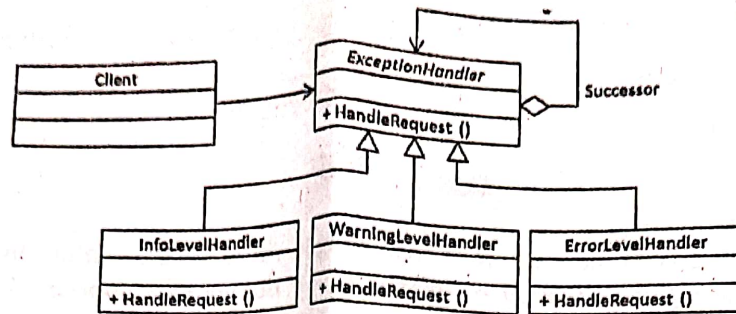 ExceptionHandler
Client
Successor
+ HandleRequest ()
InfoLevelHandler
WarningLevelHandler
ErrorLevelHandler
+ HandleRequest ()
+ HandleRequest ()
+ HandleRequest ()